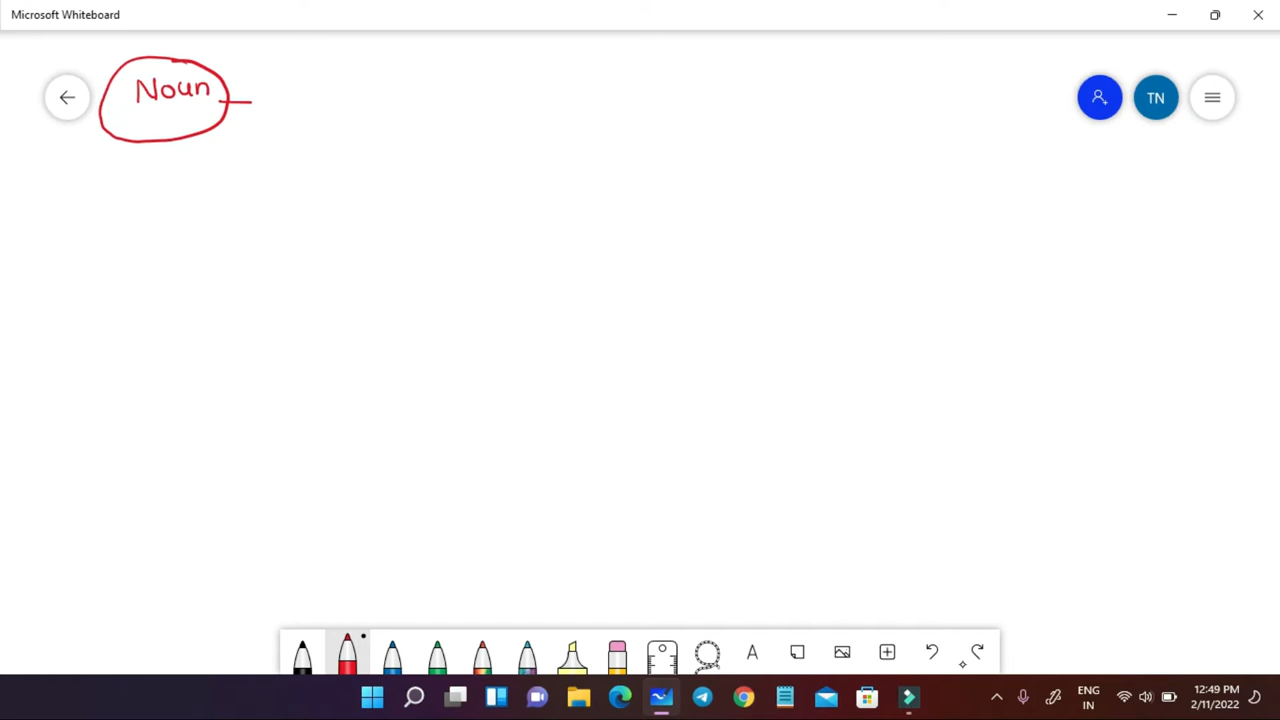 Microsoft Whiteboard
Noun
TN
A
ENG
IN
12:49 PM
2/11/2022